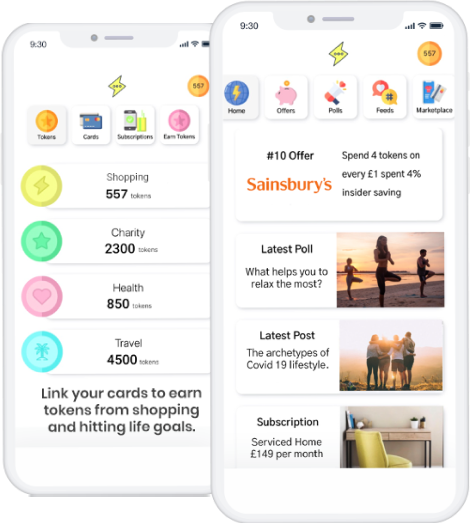 9:30
557
Tokens
Cards
Subscriptions
Earn Tokens
Shopping
557 tokens
Charity
2300 tokens
Health
850 tokens
Travel
4500 tokens
Link your cards to earn
tokens from shopping
and hitting life goals.
9:30
557
Home
Offers
Polls
Feeds
Marketplace
#10 Offer
Sainsbury's
Spend 4 tokens on
every £1 spent 4%
insider saving
Latest Poll
What helps you to
relax the most?
Latest Post
The archetypes of
Covid 19 lifestyle.
Subscription
Serviced Home
£149 per month